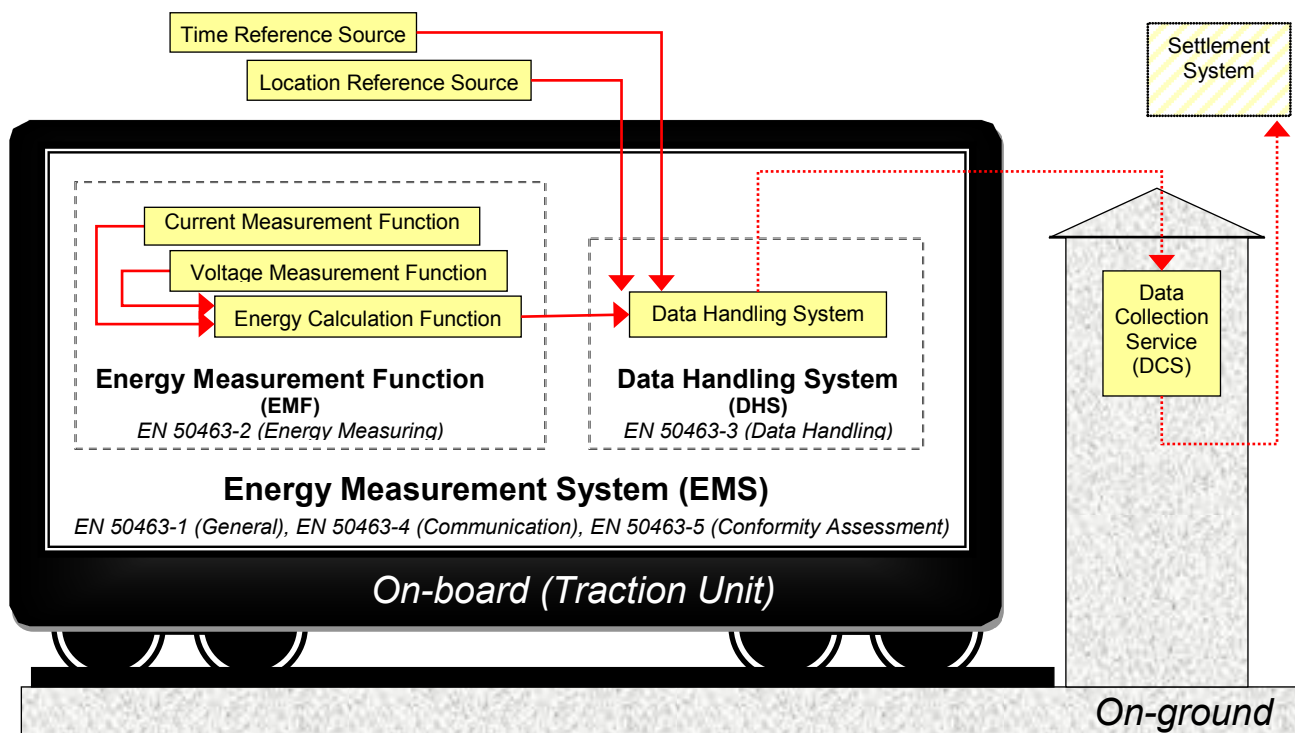 Time Reference Source
Location Reference Source
Settlement
System
Current Measurement Function
Voltage Measurement Function
Energy Calculation Function
Data Handling System
Data
Collection
Service
(DCS)
Energy Measurement Function
(EMF)
EN 50463-2 (Energy Measuring)
Data Handling System
(DHS)
EN 50463-3 (Data Handling)
Energy Measurement System (EMS)
EN 50463-1 (General), EN 50463-4 (Communication), EN 50463-5 (Conformity Assessment)
On-board (Traction Unit)
On-ground